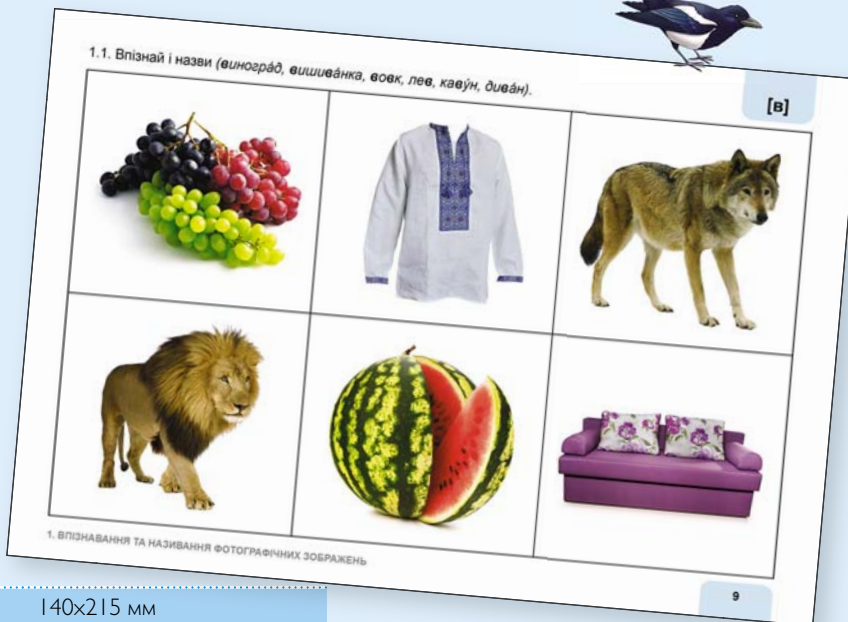 1.1. Впізнай і назви (виногра́д, вишива́нка, вовк, лев, каву́н, дива́н).
[в]
1. ВПІЗНАВАННЯ ТА НАЗИВАННЯ ФОТОГРАФІЧНИХ ЗОБРАЖЕНЬ
9
140x215 мм